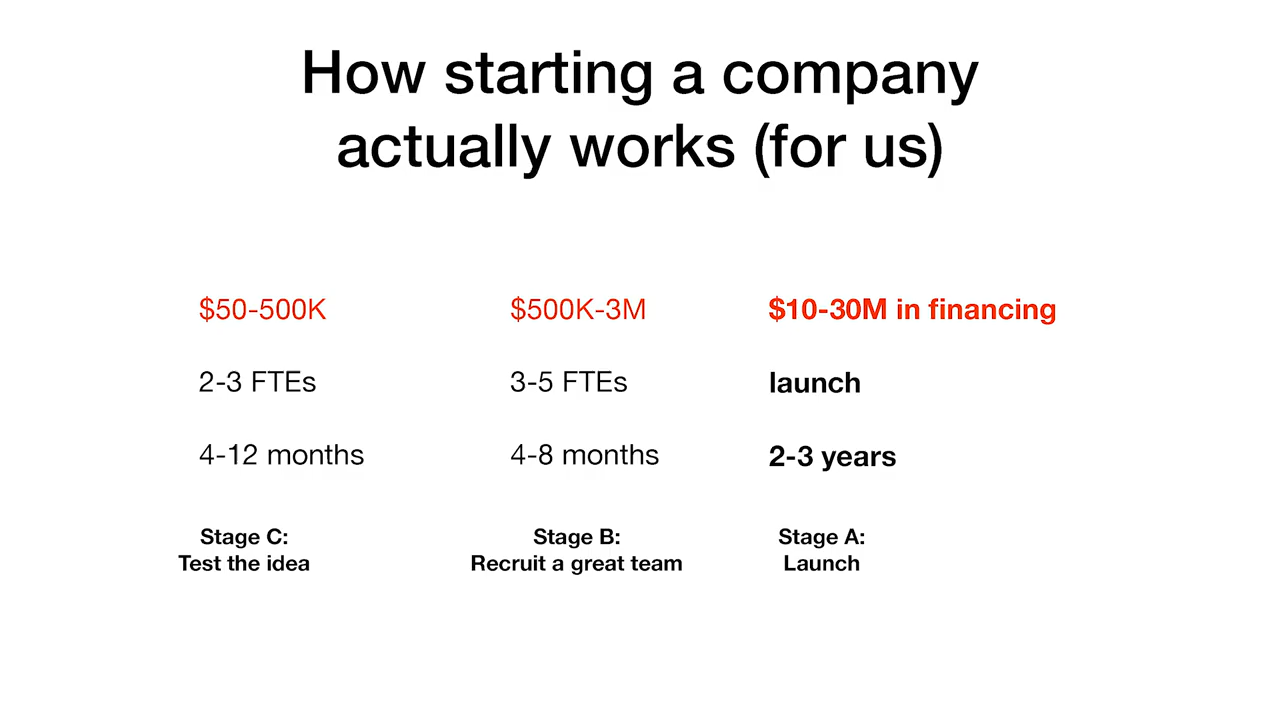 How starting a company
actually works (for us)
$50-500K
$500K-3M
$10-30M in financing
2-3 FTEs
3-5 FTEs
launch
4-12 months
4-8 months
2-3 years
Stage C:
Test the idea
Stage B:
Recruit a great team
Stage A:
Launch